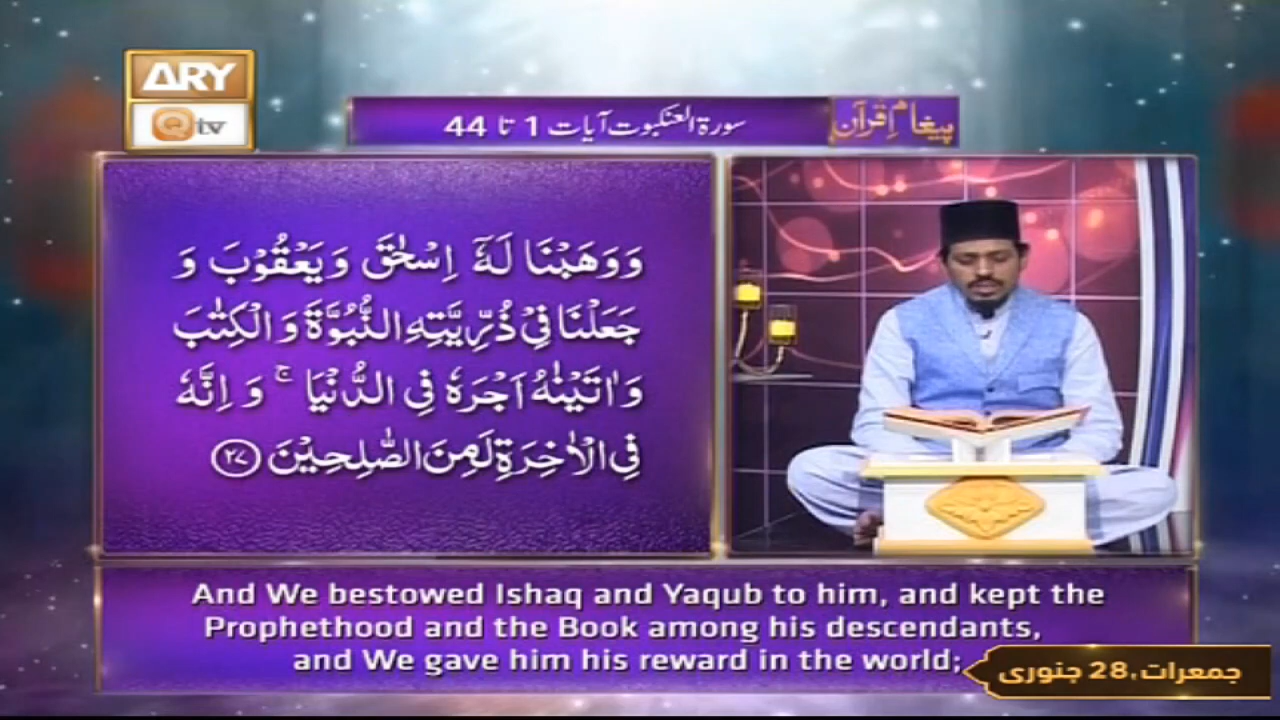 ARY
Qtv
پیغامِ قرآن
سورۃ العنکبوت آیات 1 تا 44
وَوَهَبْنَا لَهٗۤ اِسْحٰقَ وَیَعْقُوْبَ وَ
جَعَلْنَا فِیْ ذُرِّیَّتِهِ النُّبُوَّةَ وَالْكِتٰبَ
وَاٰتَیْنٰهُ اَجْرَهٗ فِی الدُّنْیَا ۚ وَ اِنَّهٗ
فِی الْاٰخِرَةِ لَمِنَ الصّٰلِحِیْنَ ۲۷
And We bestowed Ishaq and Yaqub to him, and kept the
Prophethood and the Book among his descendants,
and We gave him his reward in the world;
جمعرات، 28 جنوری